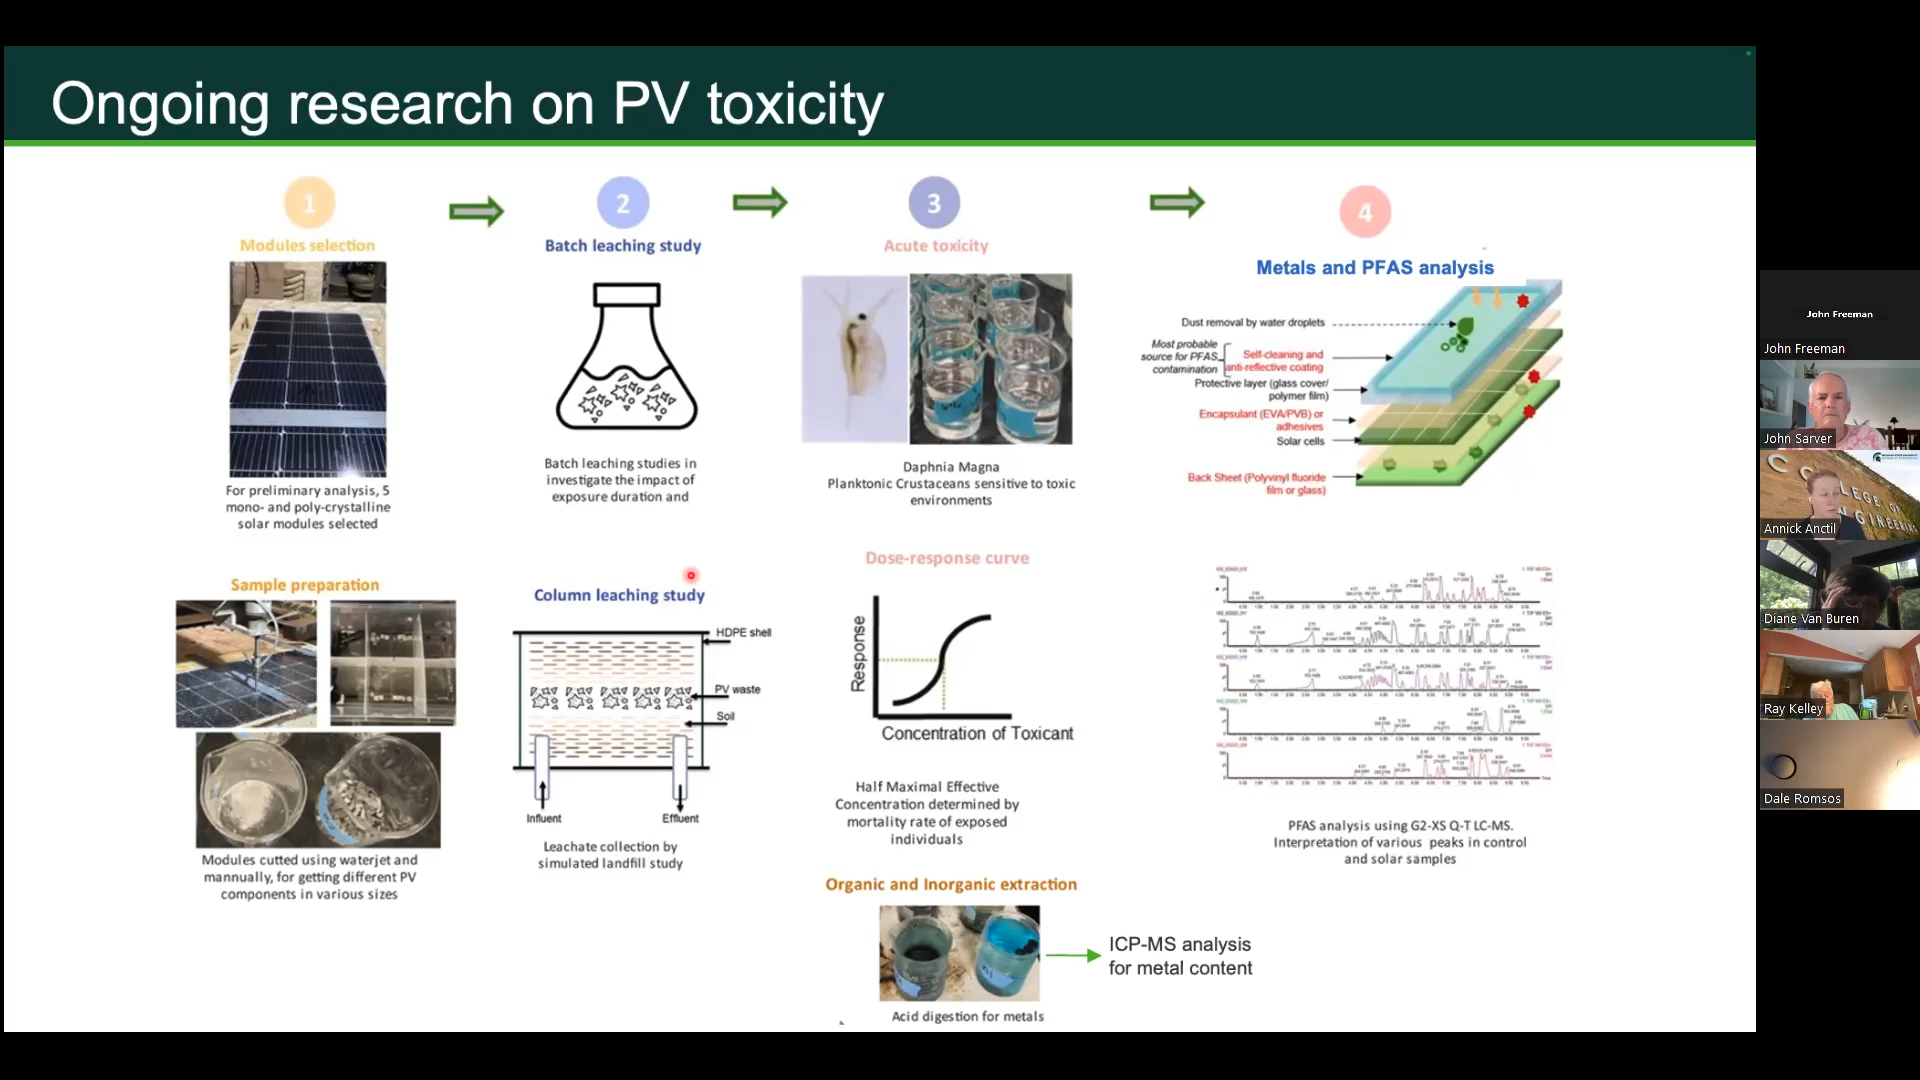 Ongoing research on PV toxicity
1
Modules selection
For preliminary analysis, 5
mono- and poly-crystalline
solar modules selected
Sample preparation
Modules cutted using waterjet and
mannually, for getting different PV
components in various sizes
2
Batch leaching study
Batch leaching studies in
investigate the impact of
exposure duration and
Column leaching study
HDPE shell
PV waste
Soil
Influent
Effluent
Leachate collection by
simulated landfill study
3
Acute toxicity
Daphnia Magna
Planktonic Crustaceans sensitive to toxic
environments
Dose-response curve
Response
Concentration of Toxicant
Half Maximal Effective
Concentration determined by
mortality rate of exposed
individuals
Organic and Inorganic extraction
Acid digestion for metals
ICP-MS analysis
for metal content
4
Metals and PFAS analysis
Dust removal by water droplets
Most probable
source for PFAS
contamination
Self-cleaning and
anti-reflective coating
Protective layer (glass cover/
polymer film)
Encapsulant (EVA/PVB) or
adhesives
Solar cells
Back Sheet (Polyvinyl fluoride
film or glass)
PFAS analysis using G2-XS Q-T LC-MS.
Interpretation of various peaks in control
and solar samples
John Freeman
John Freeman
John Sarver
COLLEGE OF
ENGINEERING
Annick Anctil
Diane Van Buren
Ray Kelley
Dale Romsos